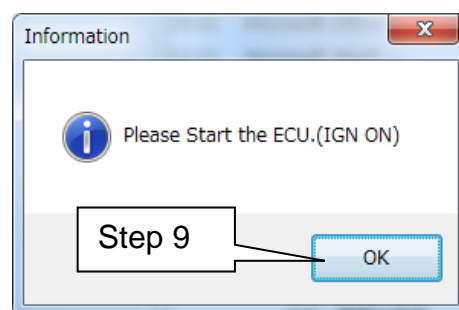 Information
x
Please Start the ECU.(IGN ON)
Step 9
OK